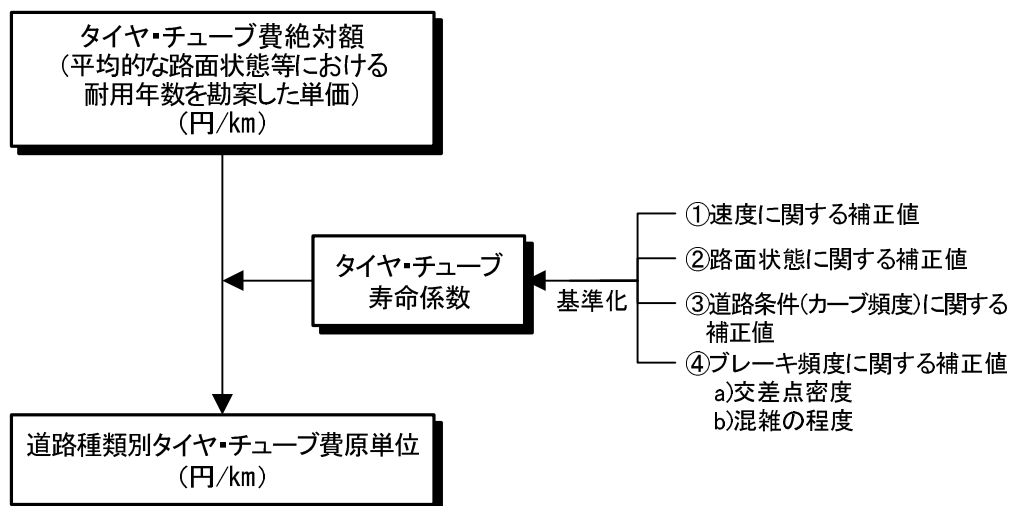 タイヤ・チューブ費絶対額
(平均的な路面状態等における
耐用年数を勘案した単価)
(円/km)
タイヤ・チューブ
寿命係数
基準化
①速度に関する補正値
②路面状態に関する補正値
③道路条件(カーブ頻度)に関する
補正値
④ブレーキ頻度に関する補正値
a)交差点密度
b)混雑の程度
道路種類別タイヤ・チューブ費原単位
(円/km)